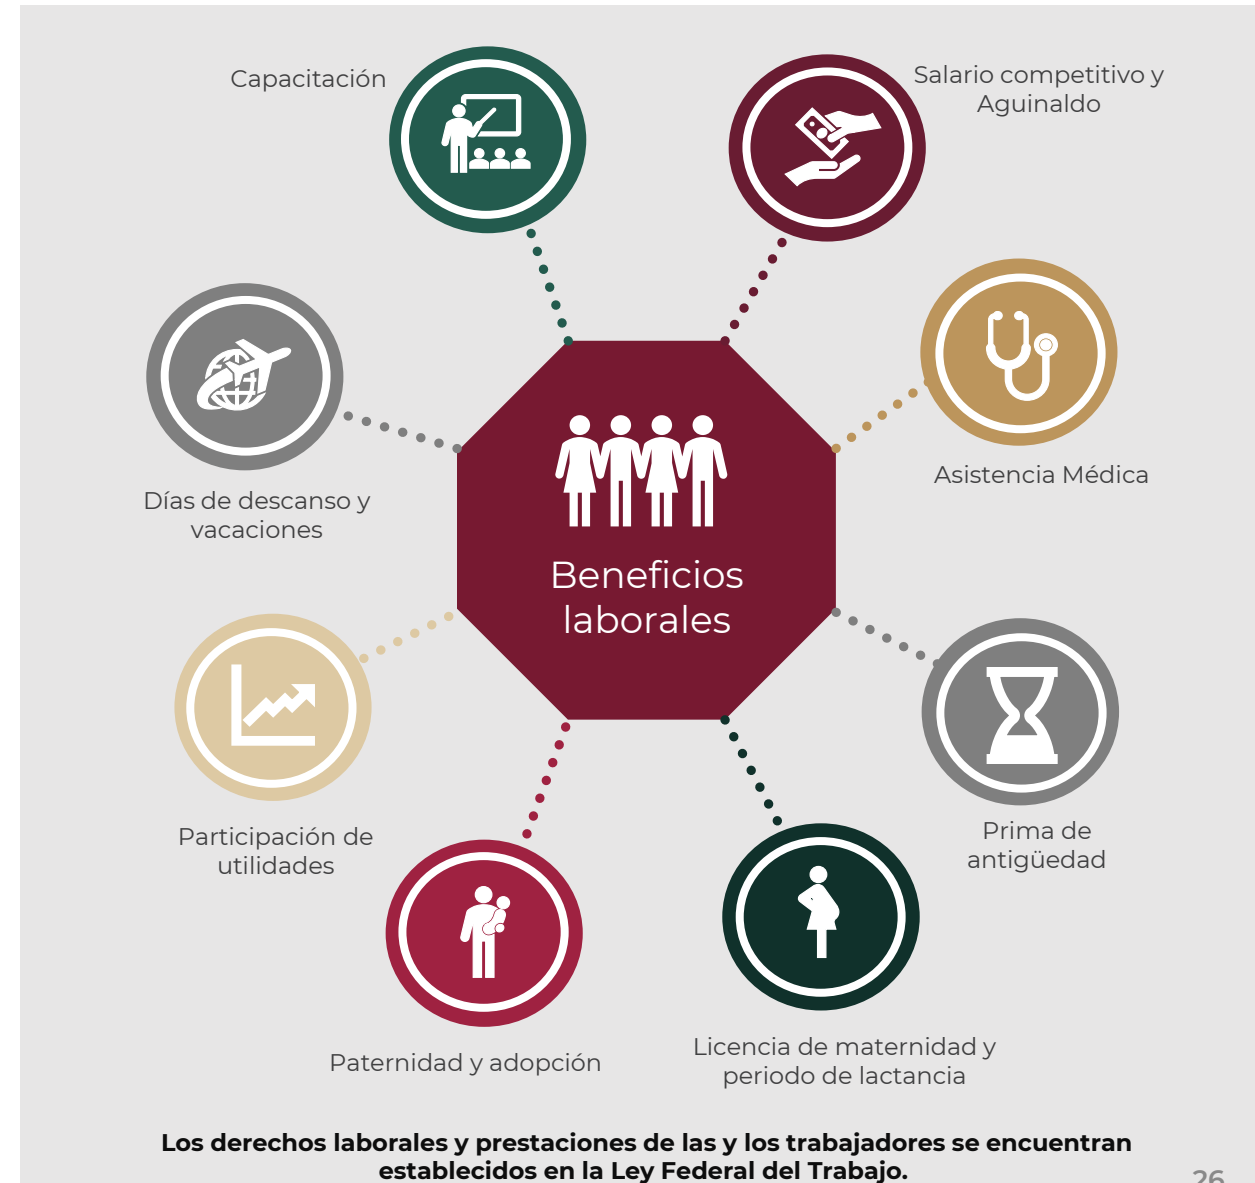 Capacitación
Salario competitivo y
Aguinaldo
Asistencia Médica
Días de descanso y
vacaciones
Beneficios
laborales
Participación de
utilidades
Prima de
antigüedad
Paternidad y adopción
Licencia de maternidad y
periodo de lactancia
Los derechos laborales y prestaciones de las y los trabajadores se encuentran
establecidos en la Ley Federal del Trabajo.
26